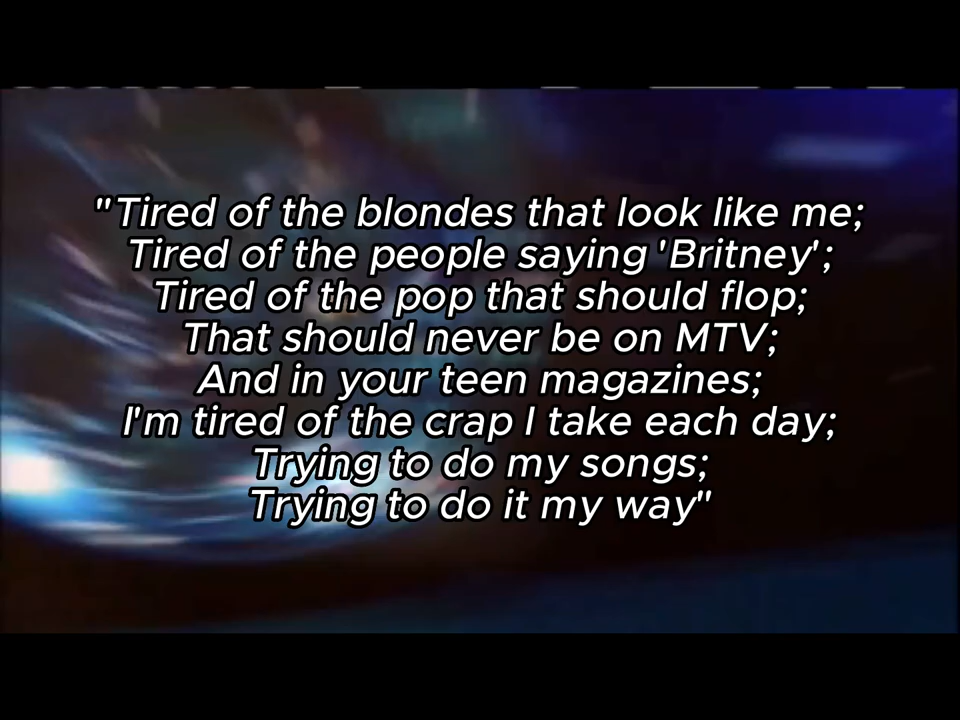 "Tired of the blondes that look like me;
Tired of the people saying 'Britney';
Tired of the pop that should flop;
That should never be on MTV;
And in your teen magazines;
I'm tired of the crap I take each day;
Trying to do my songs;
Trying to do it my way"